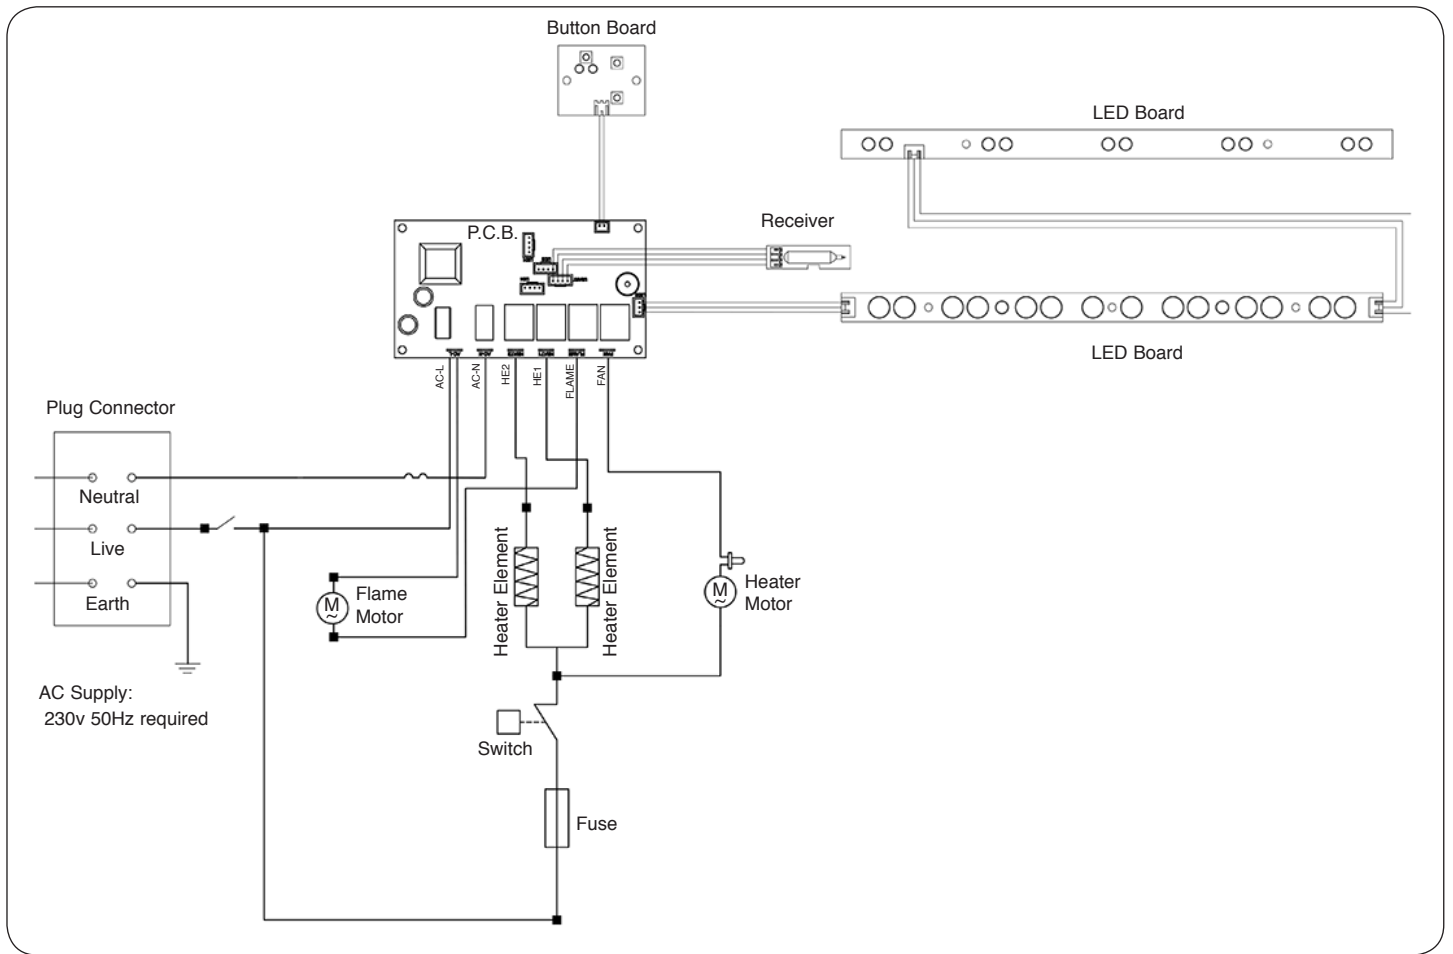 Button Board
LED Board
P.C.B.
Receiver
LED Board
AC-L
AC-N
HE2
HE1
FLAME
FAN
Plug Connector
Neutral
Live
Earth
AC Supply:
230v 50Hz required
M
~
Flame
Motor
Heater Element
Heater Element
M
~
Heater
Motor
Switch
Fuse